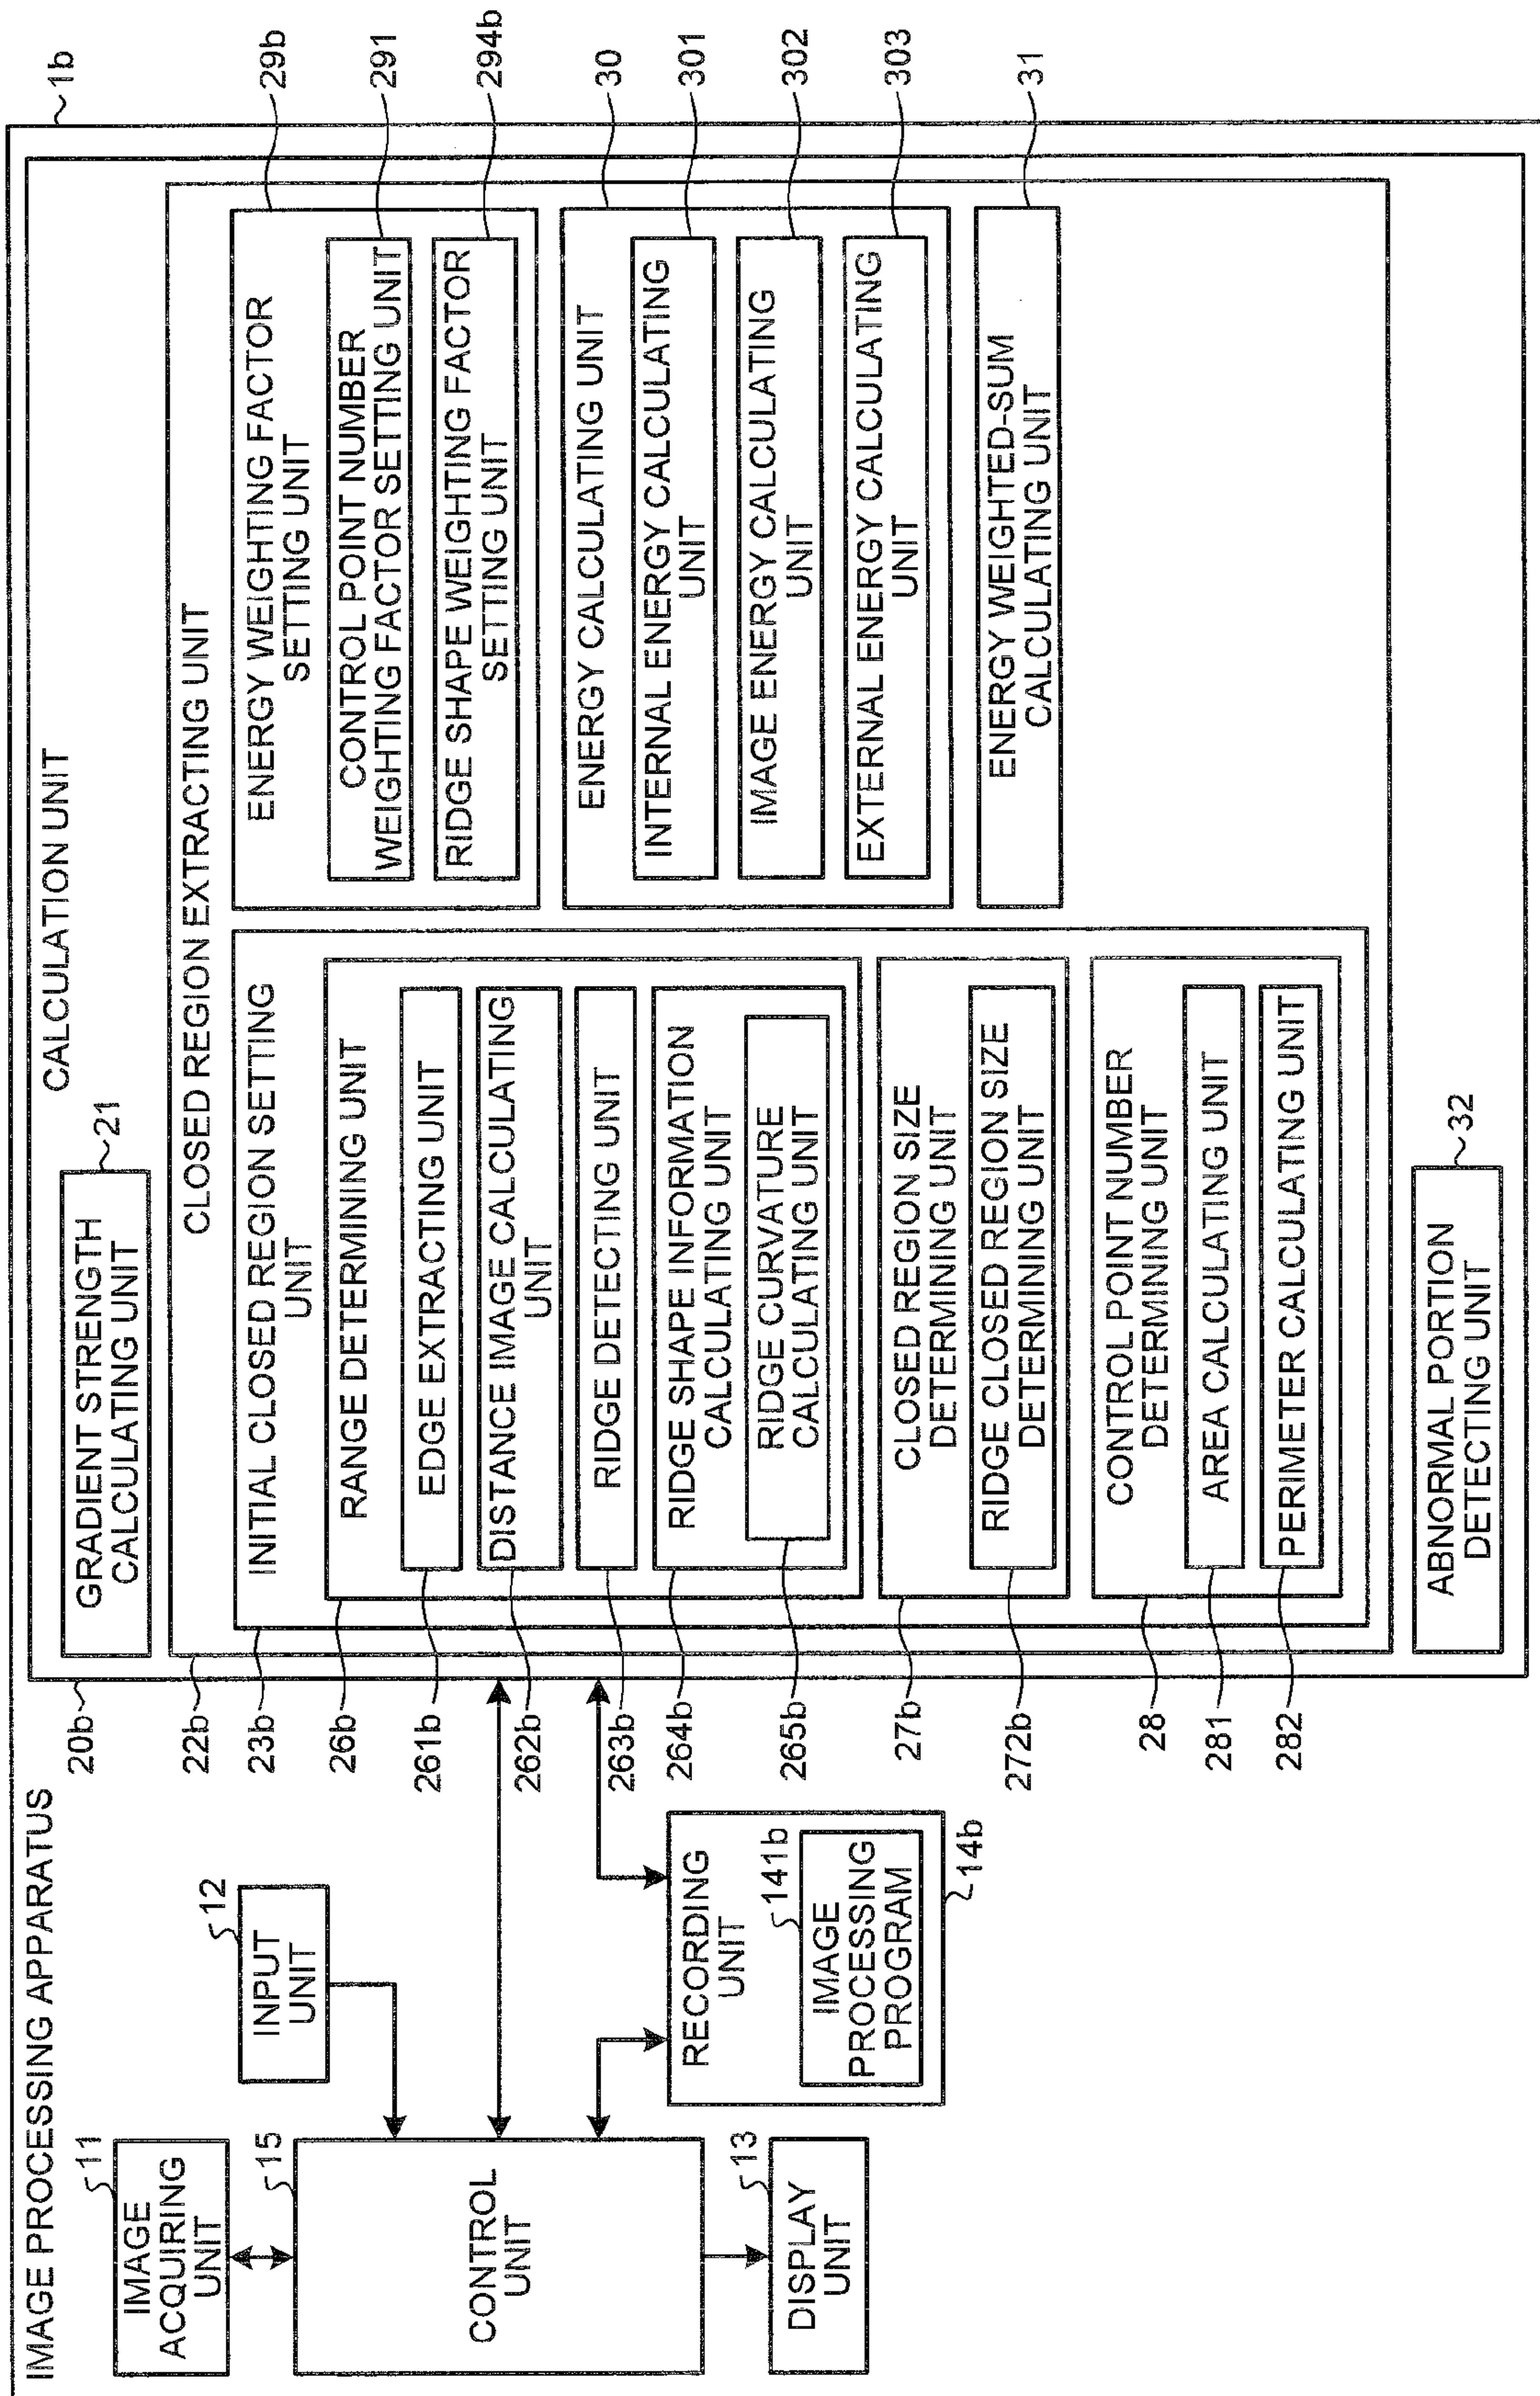 IMAGE PROCESSING APPARATUS
1b
IMAGE
ACQUIRING
UNIT
11
INPUT
UNIT
12
CONTROL
UNIT
15
DISPLAY
UNIT
13
RECORDING
UNIT
14b
IMAGE
PROCESSING
PROGRAM
141b
20b
CALCULATION UNIT
GRADIENT STRENGTH
CALCULATING UNIT
21
22b
CLOSED REGION EXTRACTING UNIT
23b
INITIAL CLOSED REGION SETTING
UNIT
26b
RANGE DETERMINING UNIT
261b
EDGE EXTRACTING UNIT
262b
DISTANCE IMAGE CALCULATING
UNIT
263b
RIDGE DETECTING UNIT
264b
RIDGE SHAPE INFORMATION
CALCULATING UNIT
265b
RIDGE CURVATURE
CALCULATING UNIT
27b
CLOSED REGION SIZE
DETERMINING UNIT
272b
RIDGE CLOSED REGION SIZE
DETERMINING UNIT
28
CONTROL POINT NUMBER
DETERMINING UNIT
281
AREA CALCULATING UNIT
282
PERIMETER CALCULATING UNIT
ENERGY WEIGHTING FACTOR
SETTING UNIT
29b
CONTROL POINT NUMBER
WEIGHTING FACTOR SETTING UNIT
291
RIDGE SHAPE WEIGHTING FACTOR
SETTING UNIT
294b
ENERGY CALCULATING UNIT
30
INTERNAL ENERGY CALCULATING
UNIT
301
IMAGE ENERGY CALCULATING
UNIT
302
EXTERNAL ENERGY CALCULATING
UNIT
303
ENERGY WEIGHTED-SUM
CALCULATING UNIT
31
ABNORMAL PORTION
DETECTING UNIT
32